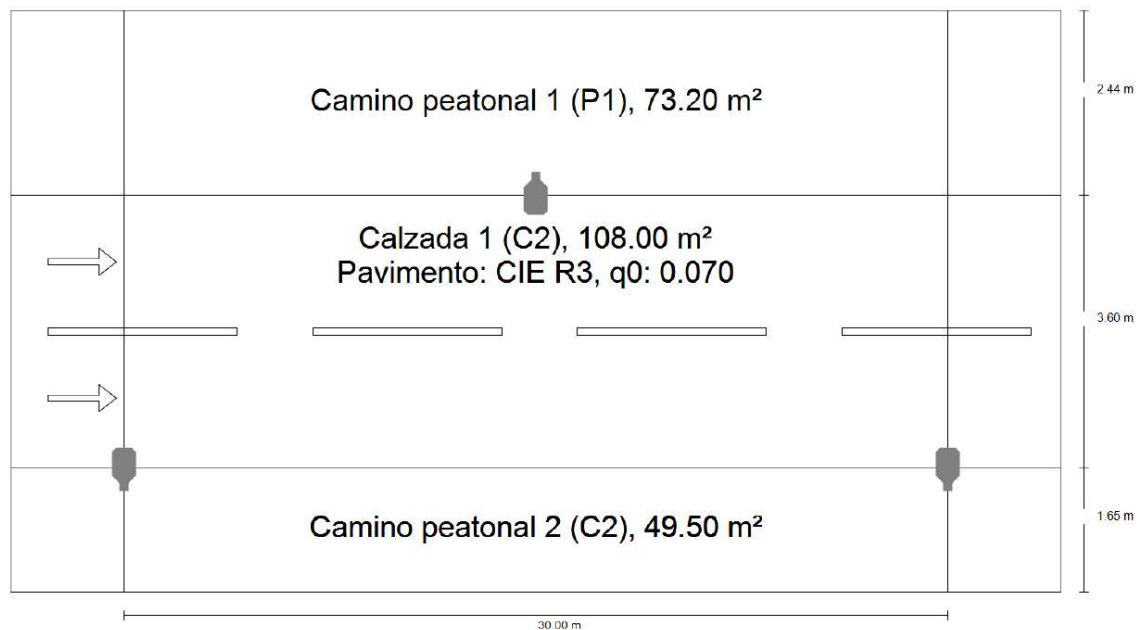 Camino peatonal 1 (P1), 73.20 m²
2.44 m
Calzada 1 (C2), 108.00 m²
Pavimento: CIE R3, q0: 0.070
3.60 m
Camino peatonal 2 (C2), 49.50 m²
1.65 m
30.00 m